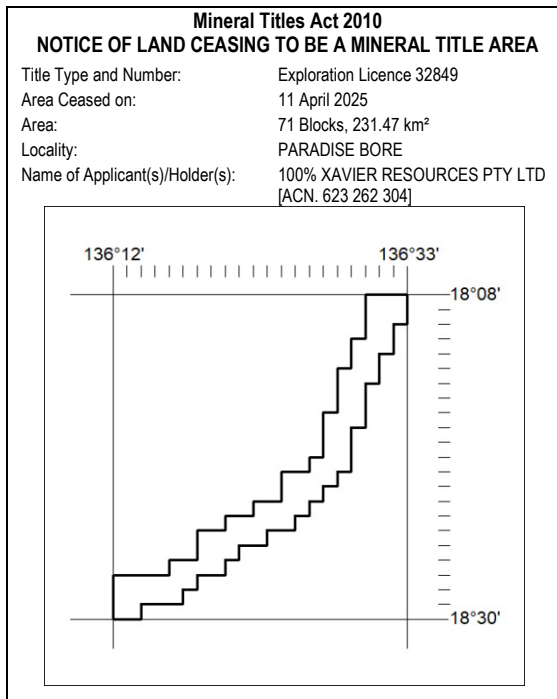 Mineral Titles Act 2010
NOTICE OF LAND CEASING TO BE A MINERAL TITLE AREA
Title Type and Number: Exploration Licence 32849
Area Ceased on: 11 April 2025
Area: 71 Blocks, 231.47 km²
Locality: PARADISE BORE
Name of Applicant(s)/Holder(s): 100% XAVIER RESOURCES PTY LTD
[ACN. 623 262 304]
136°12' 136°33'
18°08'
18°30'